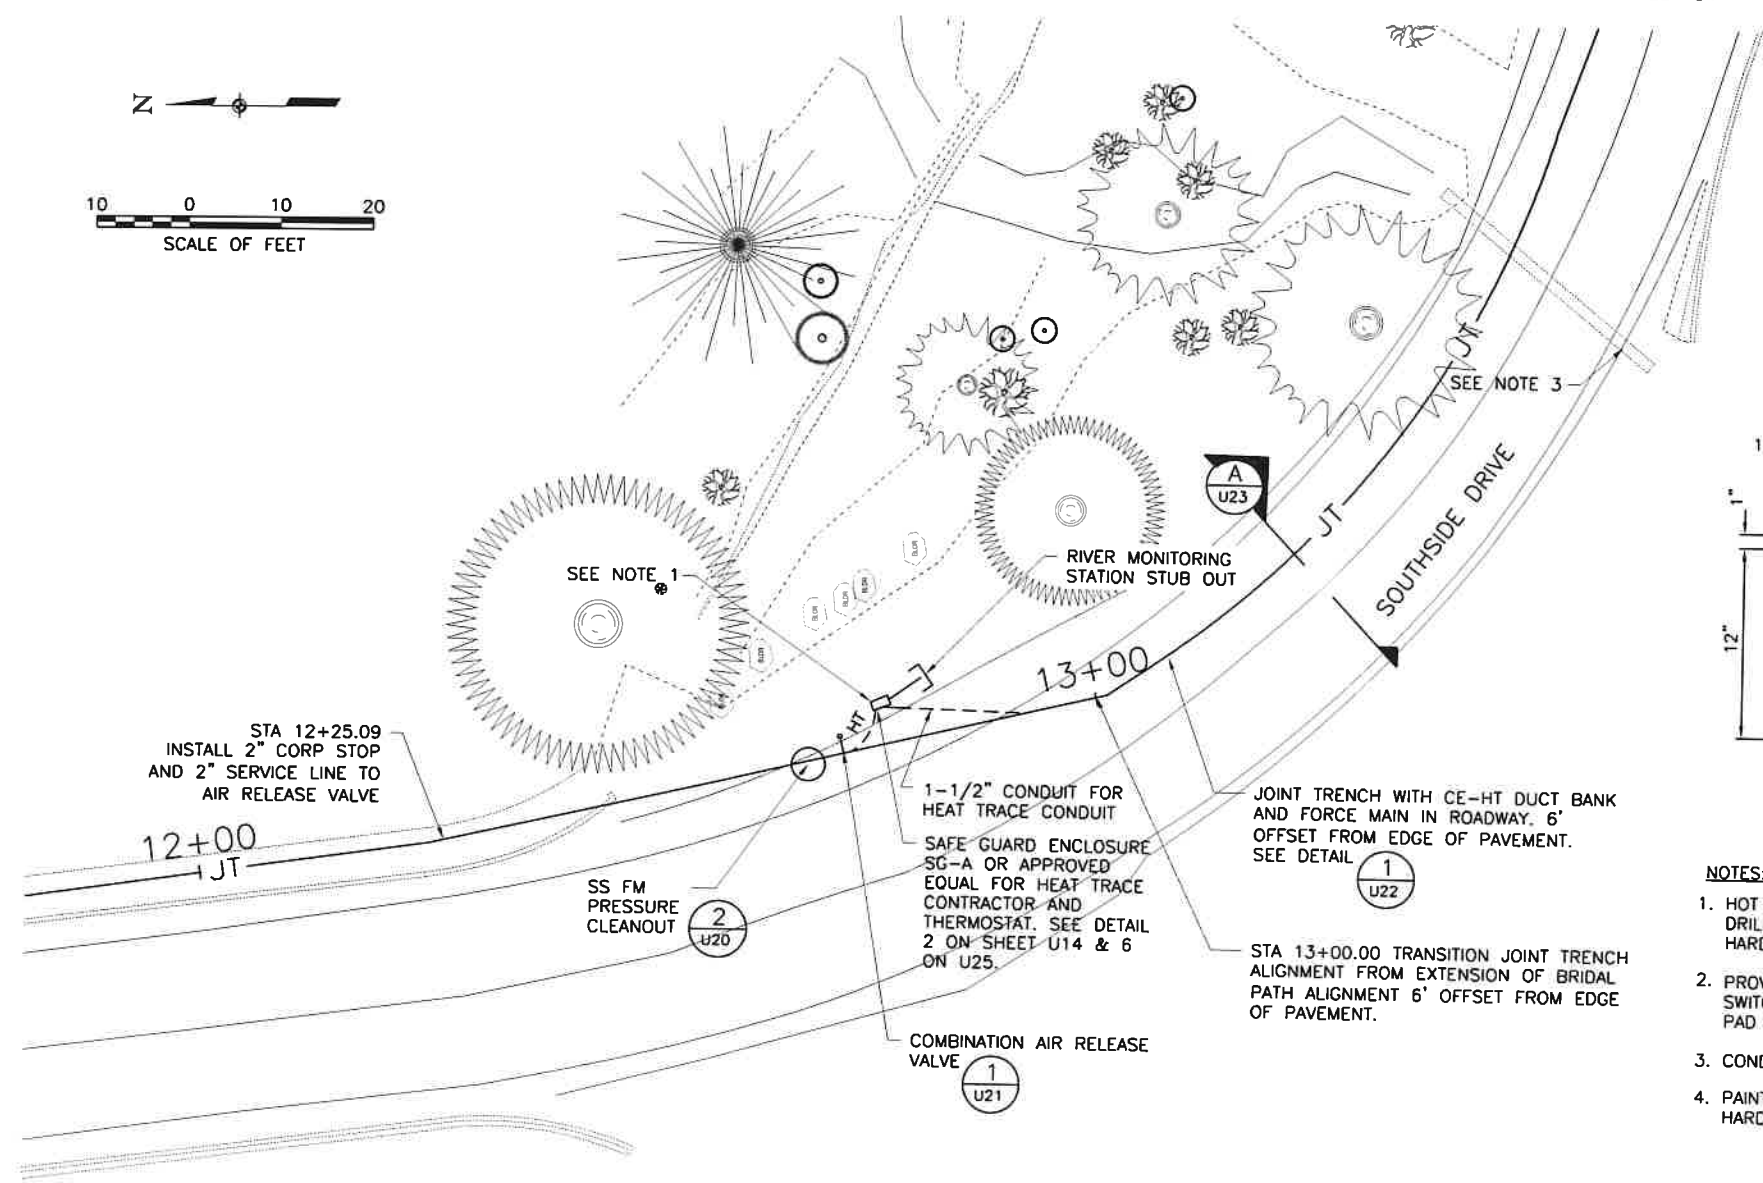 N
10 0 10 20
SCALE OF FEET
SEE NOTE 3
A
U23
JT
JT
SOUTHSIDE DRIVE
RIVER MONITORING
STATION STUB OUT
SEE NOTE 1
BLDR
BLDR
BLDR
BLDR
BLDR
13+00
HT
STA 12+25.09
INSTALL 2" CORP STOP
AND 2" SERVICE LINE TO
AIR RELEASE VALVE
12+00
JT
1-1/2" CONDUIT FOR
HEAT TRACE CONDUIT
SAFE GUARD ENCLOSURE
SG-A OR APPROVED
EQUAL FOR HEAT TRACE
CONTRACTOR AND
THERMOSTAT. SEE DETAIL
2 ON SHEET U14 & 6
ON U25.
SS FM
PRESSURE
CLEANOUT
2
U20
COMBINATION AIR RELEASE
VALVE
1
U21
JOINT TRENCH WITH CE-HT DUCT BANK
AND FORCE MAIN IN ROADWAY. 6'
OFFSET FROM EDGE OF PAVEMENT.
SEE DETAIL
1
U22
STA 13+00.00 TRANSITION JOINT TRENCH
ALIGNMENT FROM EXTENSION OF BRIDAL
PATH ALIGNMENT 6' OFFSET FROM EDGE
OF PAVEMENT.
1
1"
12"
NOTES:
1. HOT
DRIL
HARD
2. PROV
SWIT
PAD
3. COND
4. PAINT
HARD